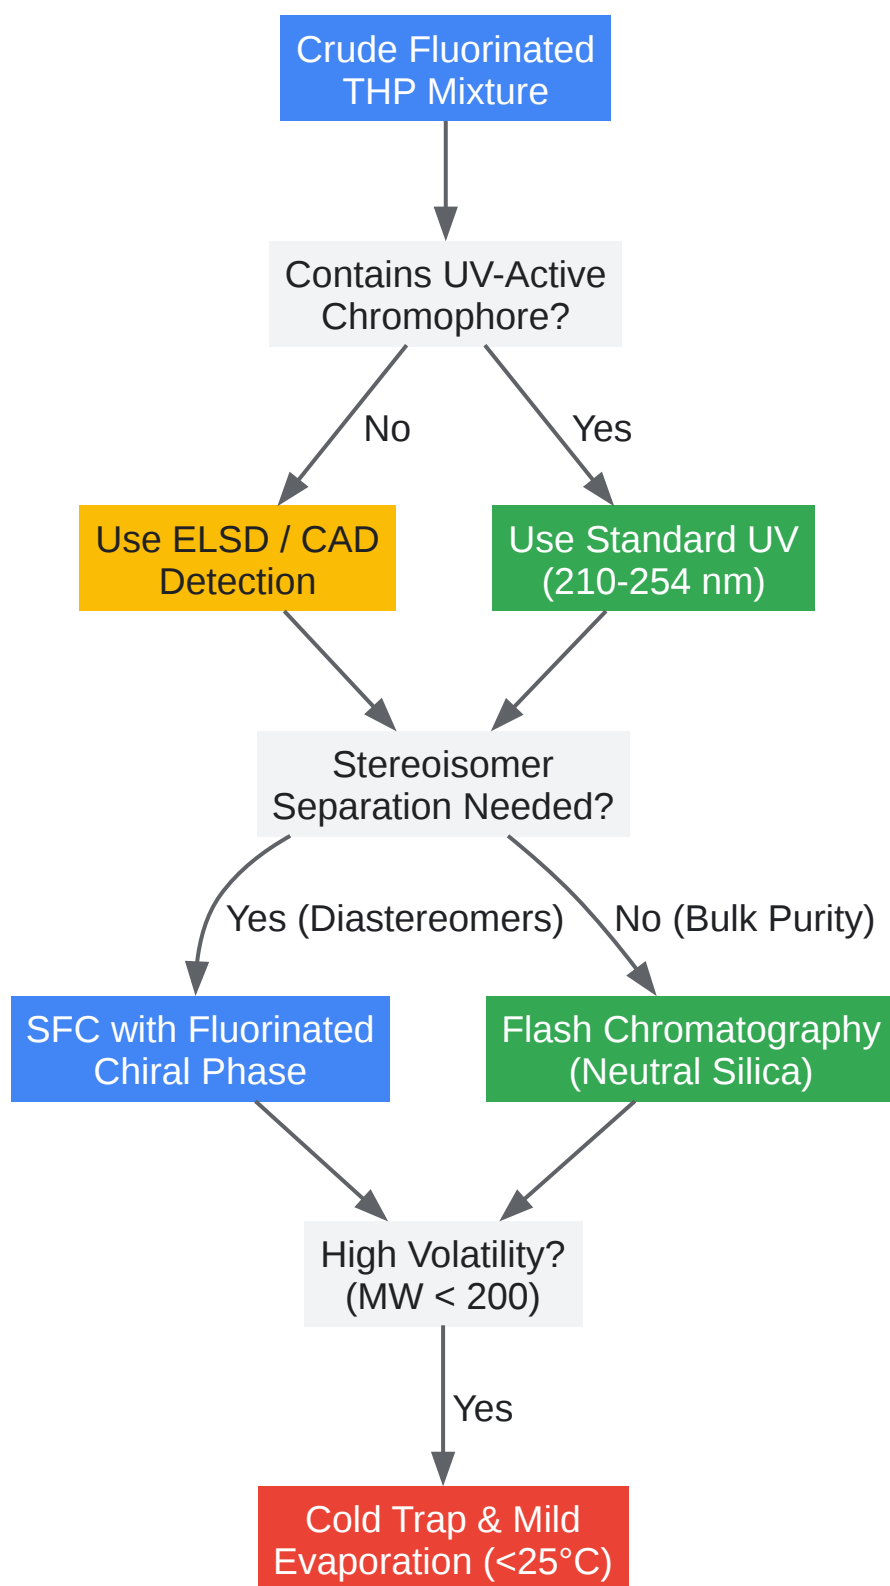 Crude Fluorinated
THP Mixture
Contains UV-Active
Chromophore?
No
Yes
Use ELSD / CAD
Detection
Use Standard UV
(210-254 nm)
Stereoisomer
Separation Needed?
Yes (Diastereomers)
No (Bulk Purity)
SFC with Fluorinated
Chiral Phase
Flash Chromatography
(Neutral Silica)
High Volatility?
(MW < 200)
Yes
Cold Trap & Mild
Evaporation (<25°C)